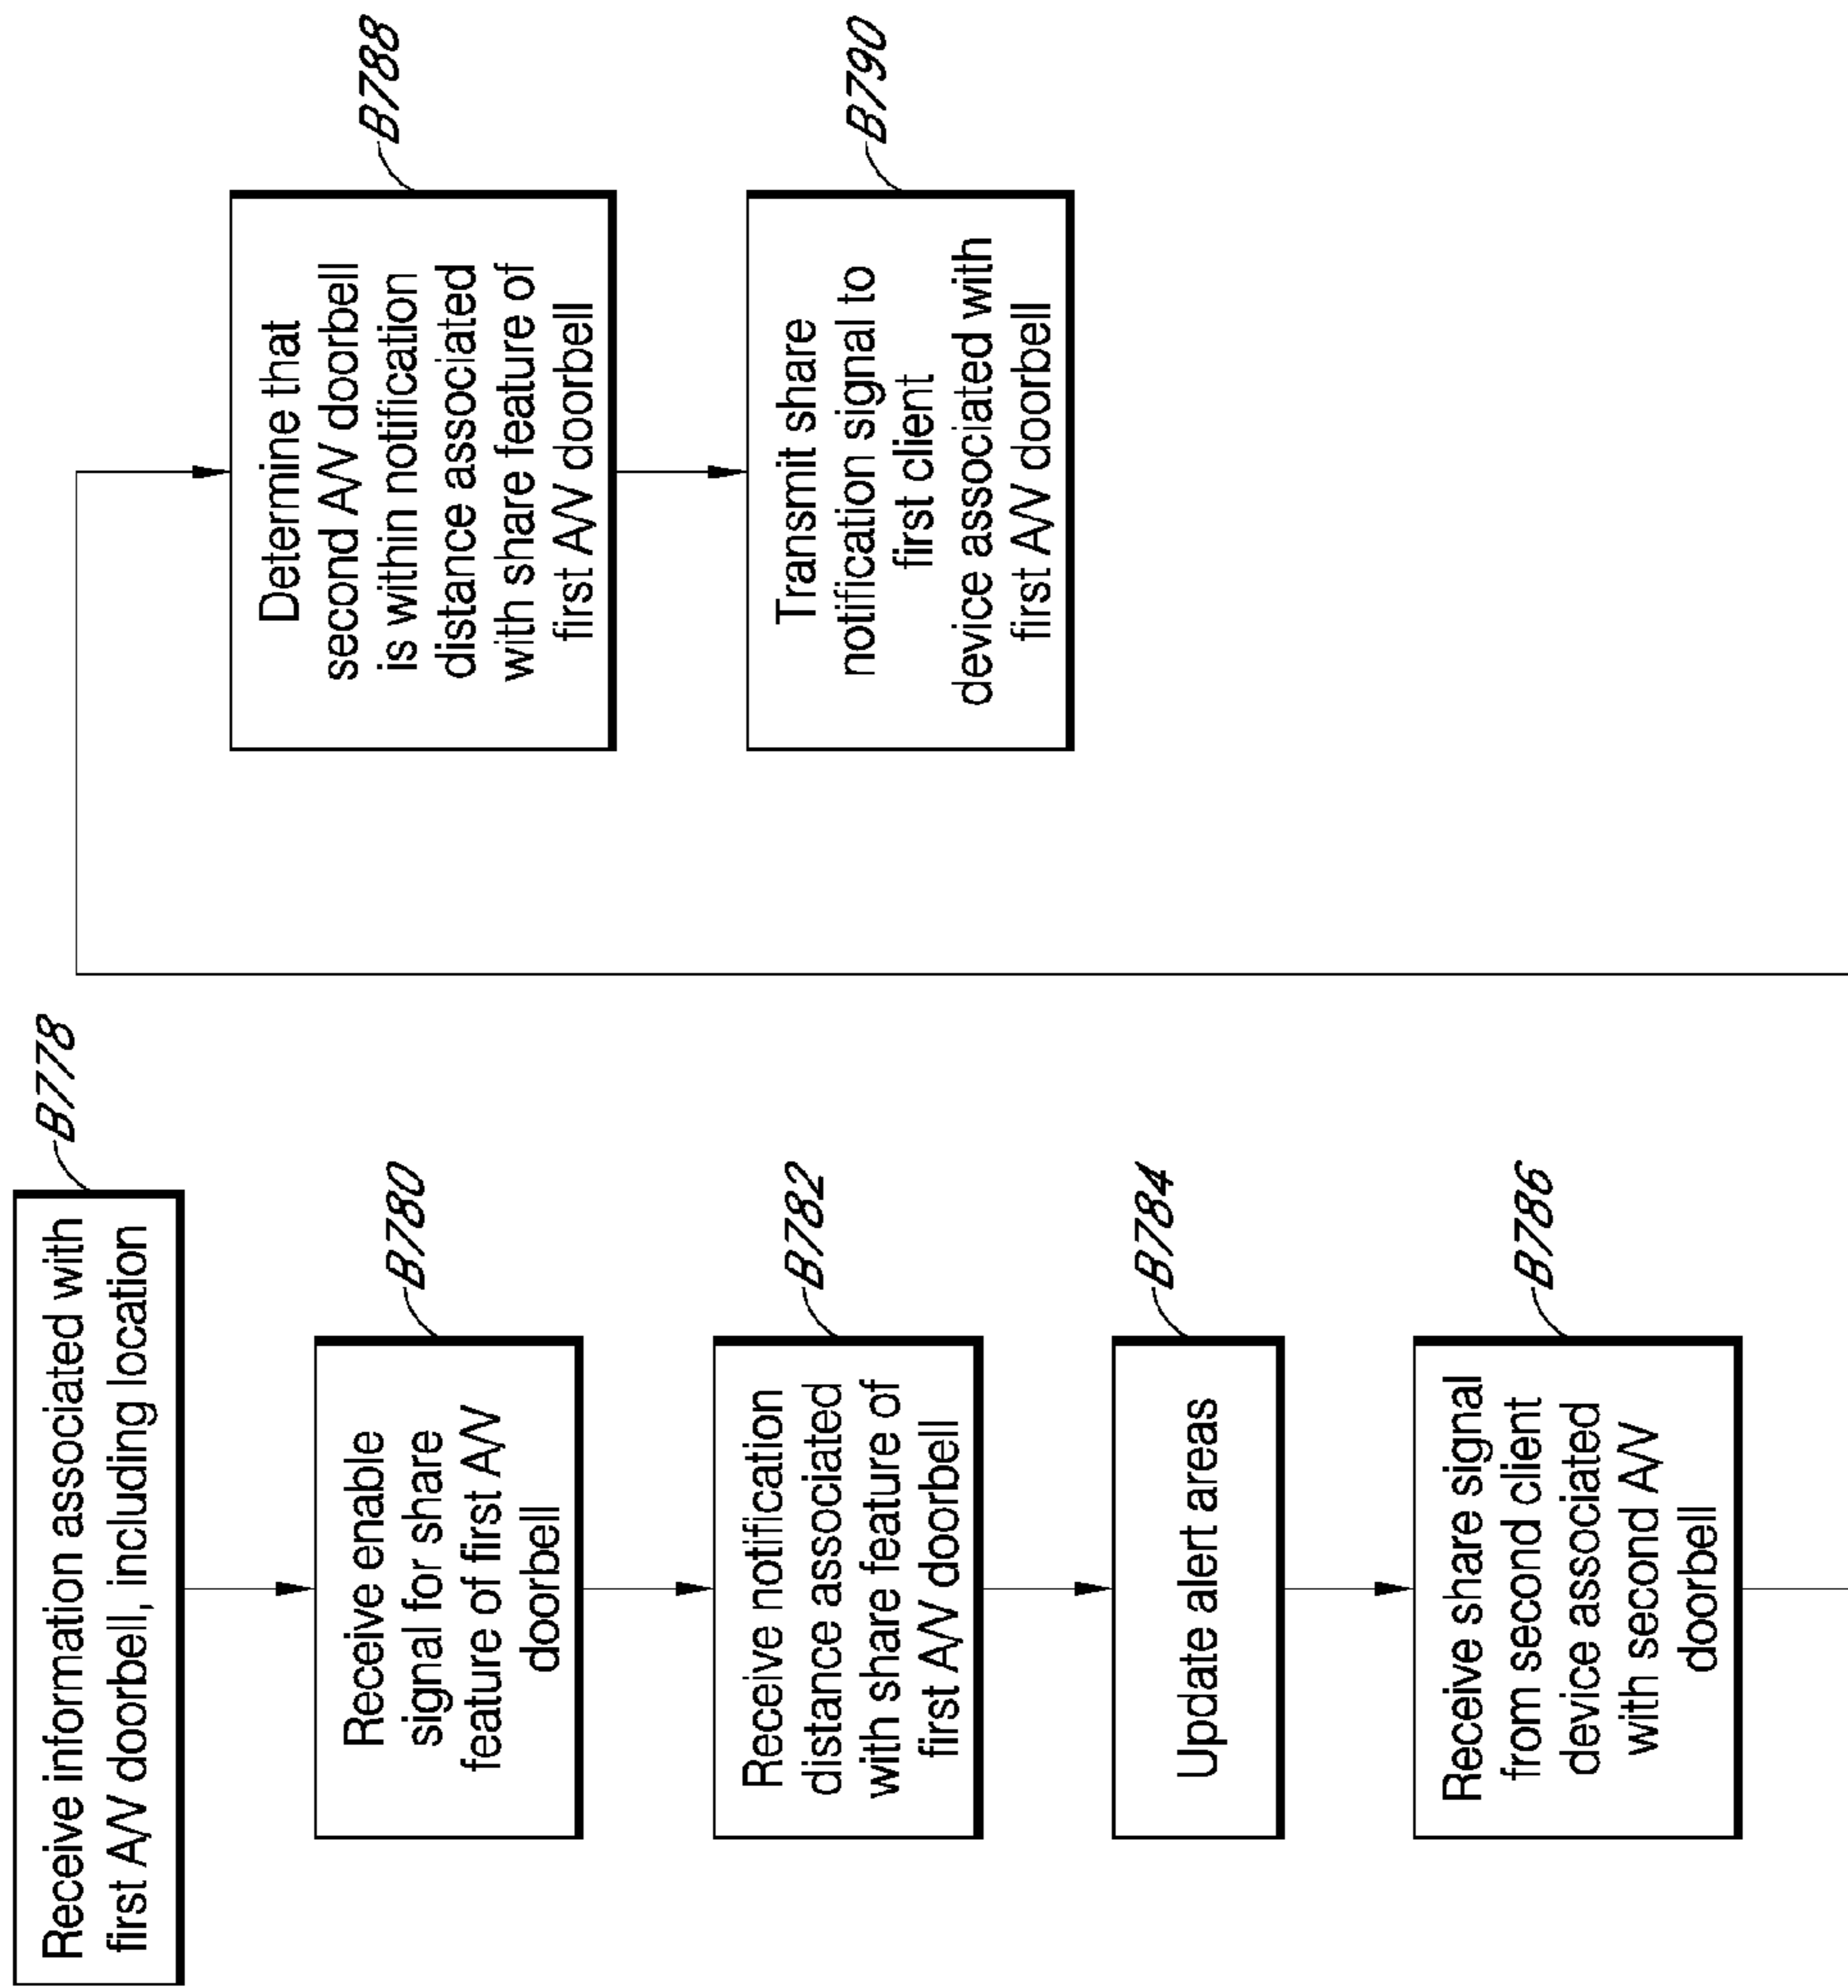 B778
Receive information associated with
first A/V doorbell, including location
B780
Receive enable
signal for share
feature of first A/V
doorbell
B782
Receive notification
distance associated
with share feature of
first A/V doorbell
B784
Update alert areas
B786
Receive share signal
from second client
device associated
with second A/V
doorbell
B788
Determine that
second A/V doorbell
is within notification
distance associated
with share feature of
first A/V doorbell
B790
Transmit share
notification signal to
first client
device associated with
first A/V doorbell